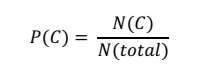 P(C) = N(C) / N(total)